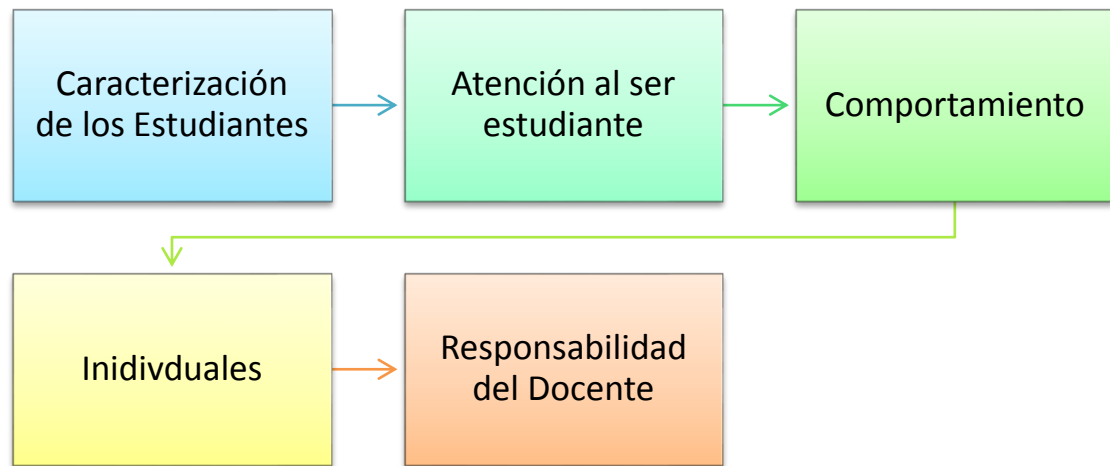 Caracterización
de los Estudiantes
Atención al ser
estudiante
Comportamiento
Inidivduales
Responsabilidad
del Docente